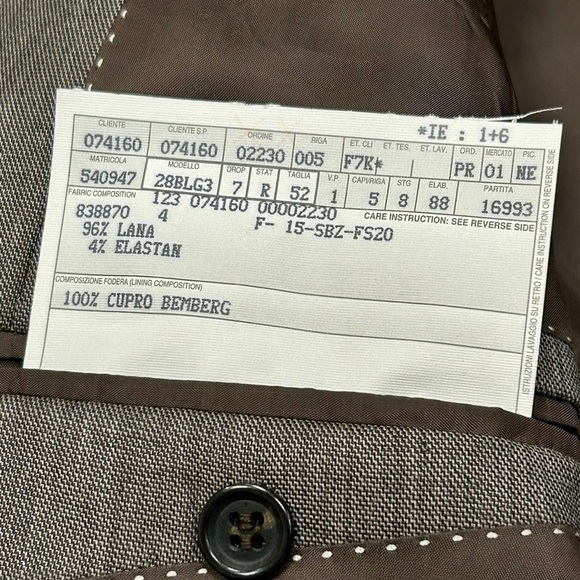 *IE : 1+6
CLIENTE CLIENTE S.P. ORDINE RIGA ET. CLI ET. TES. ET. LAV. ORD. MERCATO PIC.
074160 074160 02230 005 F7K* PR 01 NE
MATRICOLA MODELLO DROP STAT TAGLIA V.P CAPI/RIGA STG ELAB. PARTITA
540947 28BLG3 7 R 52 1 5 8 88 16993
FABRIC COMPOSITION 123 074160 00002230 CARE INSTRUCTION: SEE REVERSE SIDE
838870 4 F- 15-SBZ-FS20
96% LANA
4% ELASTAN
COMPOSIZIONE FODERA (LINING COMPOSITION)
100% CUPRO BEMBERG
ISTRUZIONI LAVAGGIO SU RETRO / CARE INSTRUCTION ON REVERSE SIDE